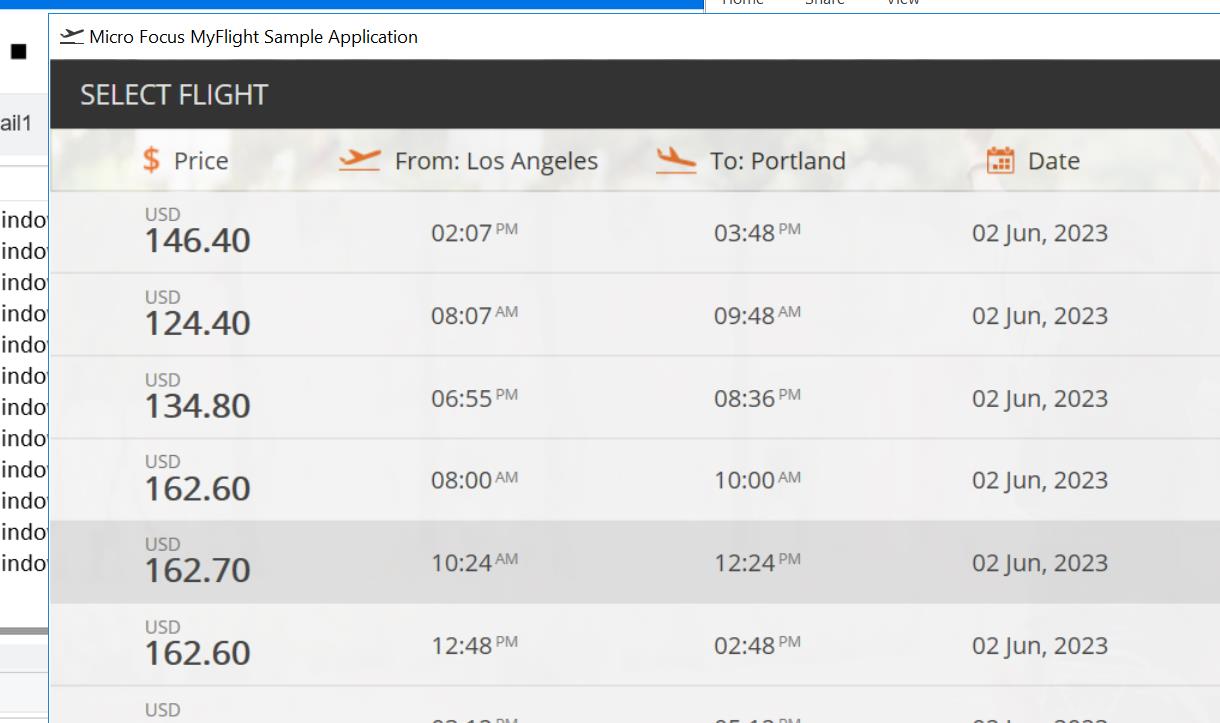 Home Share View
Micro Focus MyFlight Sample Application
SELECT FLIGHT
ail1
$ Price From: Los Angeles To: Portland Date
USD
146.40 02:07 PM 03:48 PM 02 Jun, 2023
USD
124.40 08:07 AM 09:48 AM 02 Jun, 2023
USD
134.80 06:55 PM 08:36 PM 02 Jun, 2023
USD
162.60 08:00 AM 10:00 AM 02 Jun, 2023
USD
162.70 10:24 AM 12:24 PM 02 Jun, 2023
USD
162.60 12:48 PM 02:48 PM 02 Jun, 2023
USD
indo
indo
indo
indo
indo
indo
indo
indo
indo
indo
indo
indo